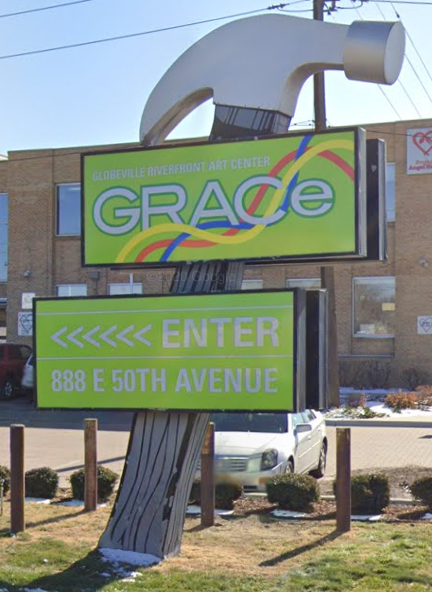 GLOBEVILLE RIVERFRONT ART CENTER
GRACe
<<<<<< ENTER
888 E 50TH AVENUE